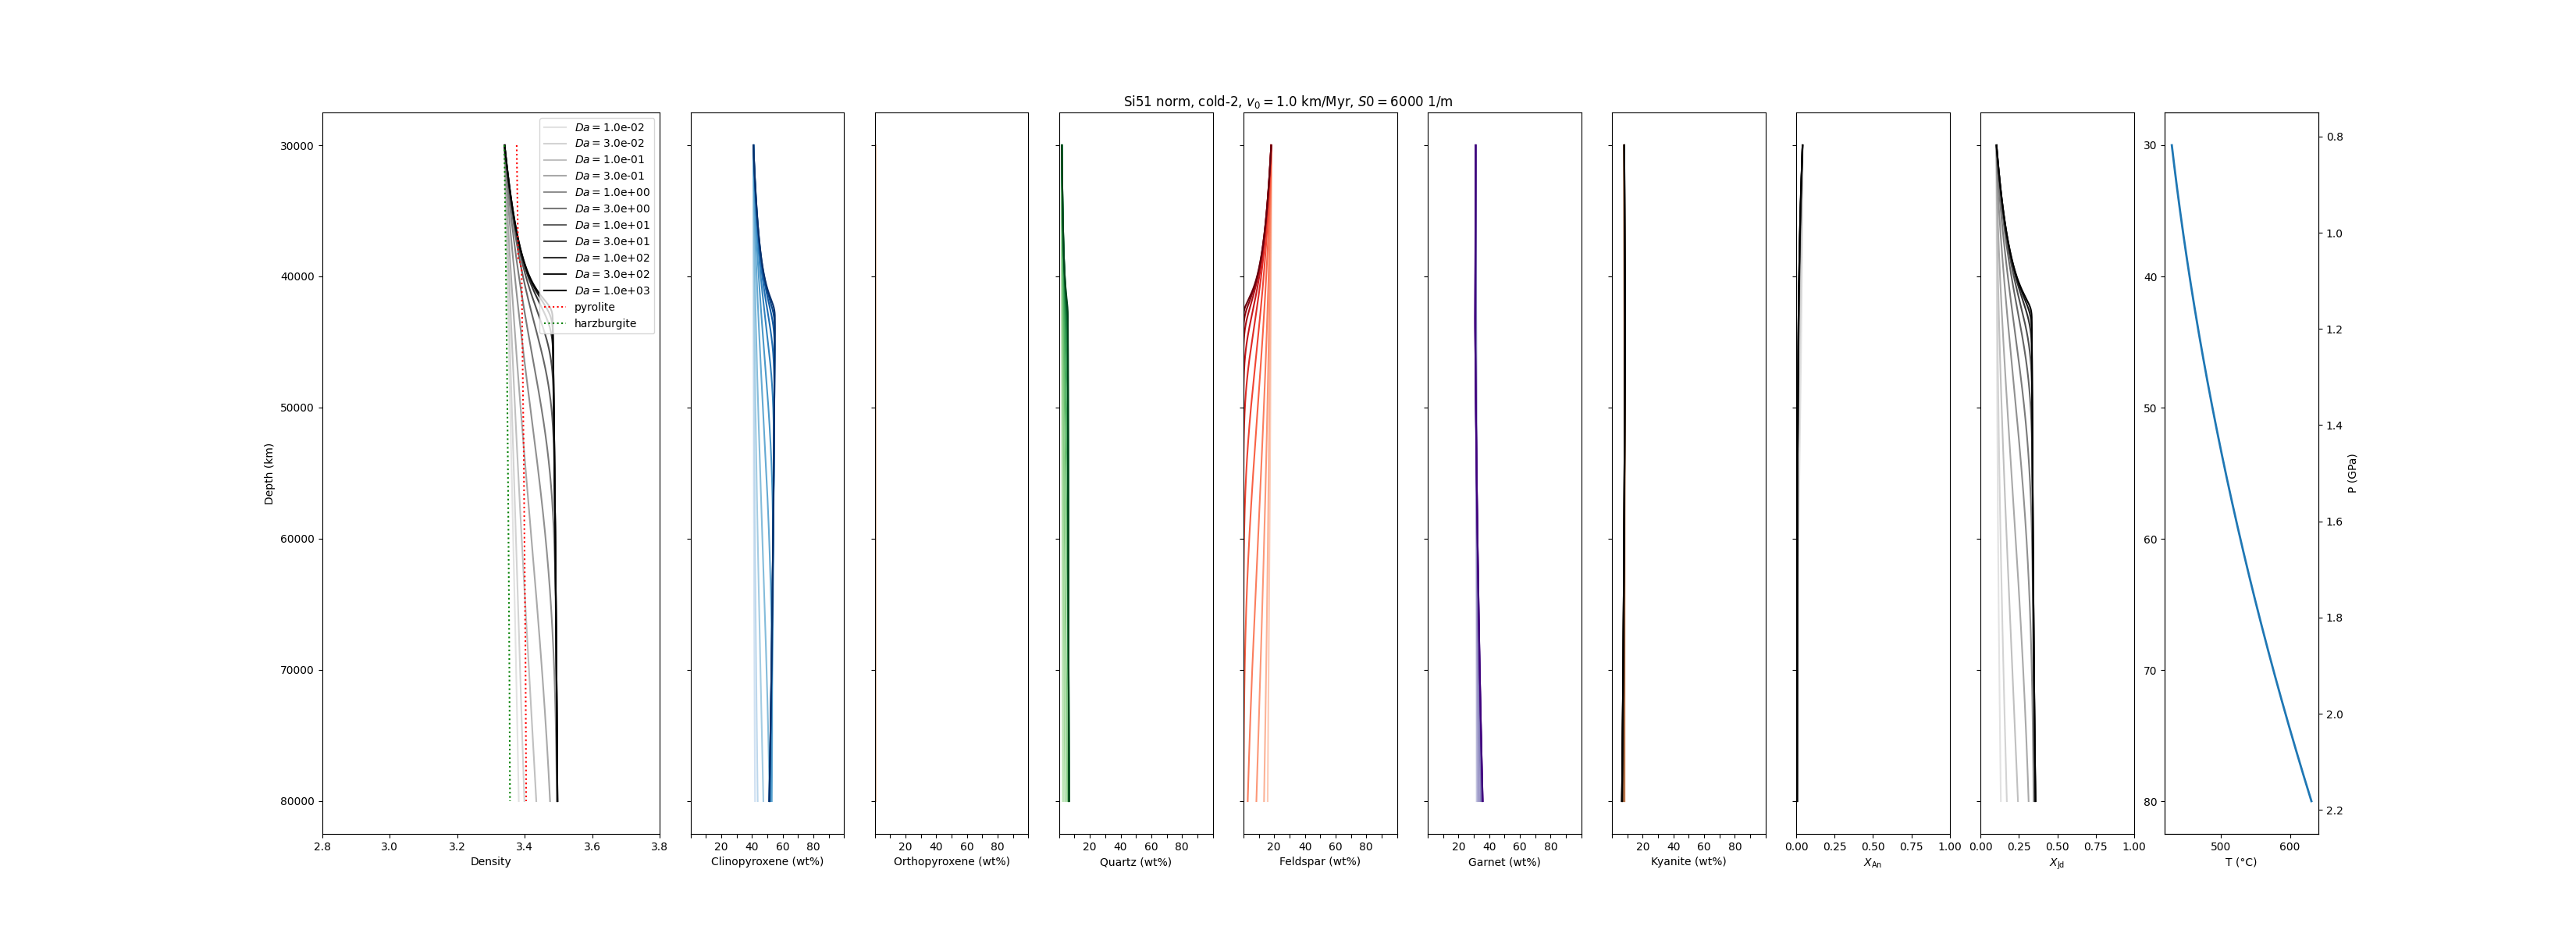 Si51 norm, cold-2, v₀ = 1.0 km/Myr, S0 = 6000 1/m
Da = 1.0e-02
Da = 3.0e-02
Da = 1.0e-01
Da = 3.0e-01
Da = 1.0e+00
Da = 3.0e+00
Da = 1.0e+01
Da = 3.0e+01
Da = 1.0e+02
Da = 3.0e+02
Da = 1.0e+03
pyrolite
harzburgite
Depth (km)
30000
40000
50000
60000
70000
80000
2.8 3.0 3.2 3.4 3.6 3.8
Density
20 40 60 80
Clinopyroxene (wt%)
20 40 60 80
Orthopyroxene (wt%)
20 40 60 80
Quartz (wt%)
20 40 60 80
Feldspar (wt%)
20 40 60 80
Garnet (wt%)
20 40 60 80
Kyanite (wt%)
0.00 0.25 0.50 0.75 1.00
X_An
0.00 0.25 0.50 0.75 1.00
X_Jd
30
40
50
60
70
80
500 600
T (°C)
0.8
1.0
1.2
1.4
1.6
1.8
2.0
2.2
P (GPa)